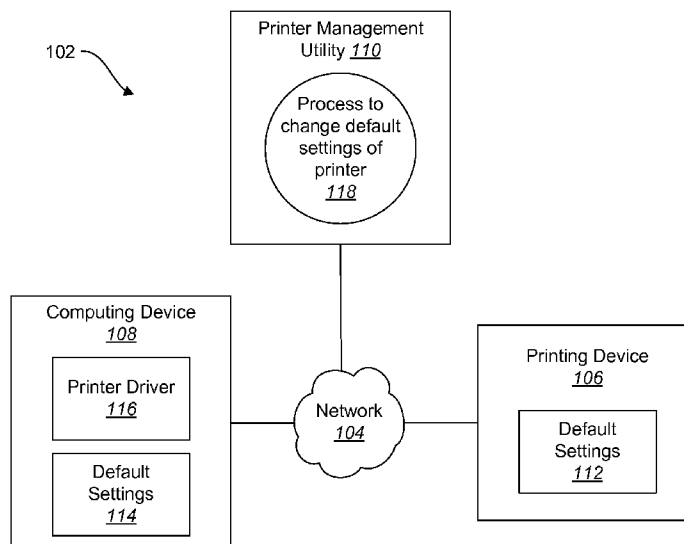 102
Printer Management
Utility 110
Process to
change default
settings of
printer
118
Computing Device
108
Printer Driver
116
Default
Settings
114
Network
104
Printing Device
106
Default
Settings
112